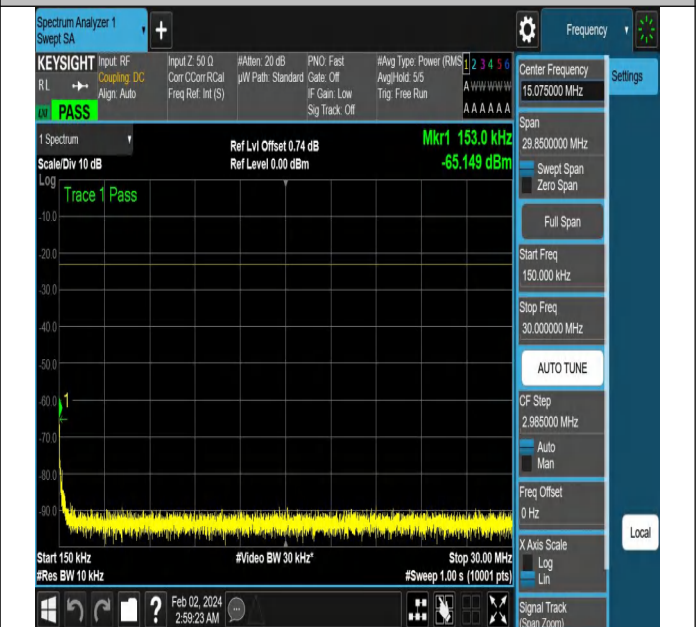 Spectrum Analyzer 1
Swept SA
+
Frequency
KEYSIGHT
RL
PASS
Input: RF
Coupling: DC
Align: Auto
Input Z: 50 Ω
Corr CCorr RCal
Freq Ref: Int (S)
#Atten: 20 dB
µW Path: Standard
PNO: Fast
Gate: Off
IF Gain: Low
Sig Track: Off
#Avg Type: Power (RMS
Avg|Hold: 5/5
Trig: Free Run
1 2 3 4 5 6
A W W W W W
A A A A A A
1 Spectrum
Scale/Div 10 dB
Log
Ref Lvl Offset 0.74 dB
Ref Level 0.00 dBm
Mkr1 153.0 kHz
-65.149 dBm
Trace 1 Pass
-10.0
-20.0
-30.0
-40.0
-50.0
-60.0
-70.0
-80.0
-90.0
1
Start 150 kHz
#Res BW 10 kHz
#Video BW 30 kHz*
Stop 30.00 MHz
#Sweep 1.00 s (10001 pts)
?
Feb 02, 2024
2:59:23 AM
Center Frequency
15.075000 MHz
Settings
Span
29.8500000 MHz
Swept Span
Zero Span
Full Span
Start Freq
150.000 kHz
Stop Freq
30.000000 MHz
AUTO TUNE
CF Step
2.985000 MHz
Auto
Man
Freq Offset
0 Hz
Local
X Axis Scale
Log
Lin
Signal Track
(Span Zoom)